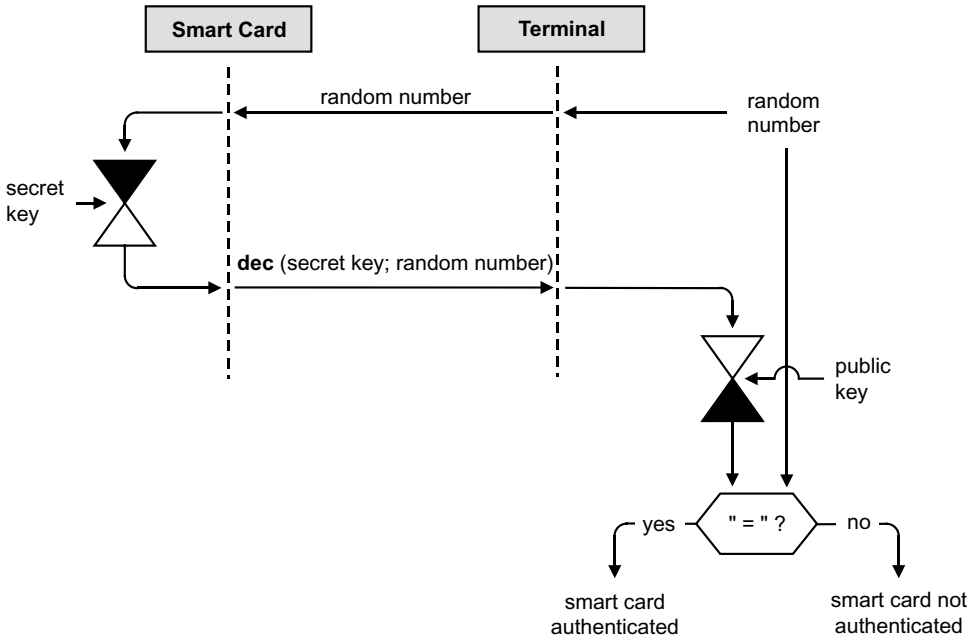 Smart Card
Terminal
random number
random
number
secret
key
dec (secret key; random number)
public
key
yes
" = " ?
no
smart card
authenticated
smart card not
authenticated